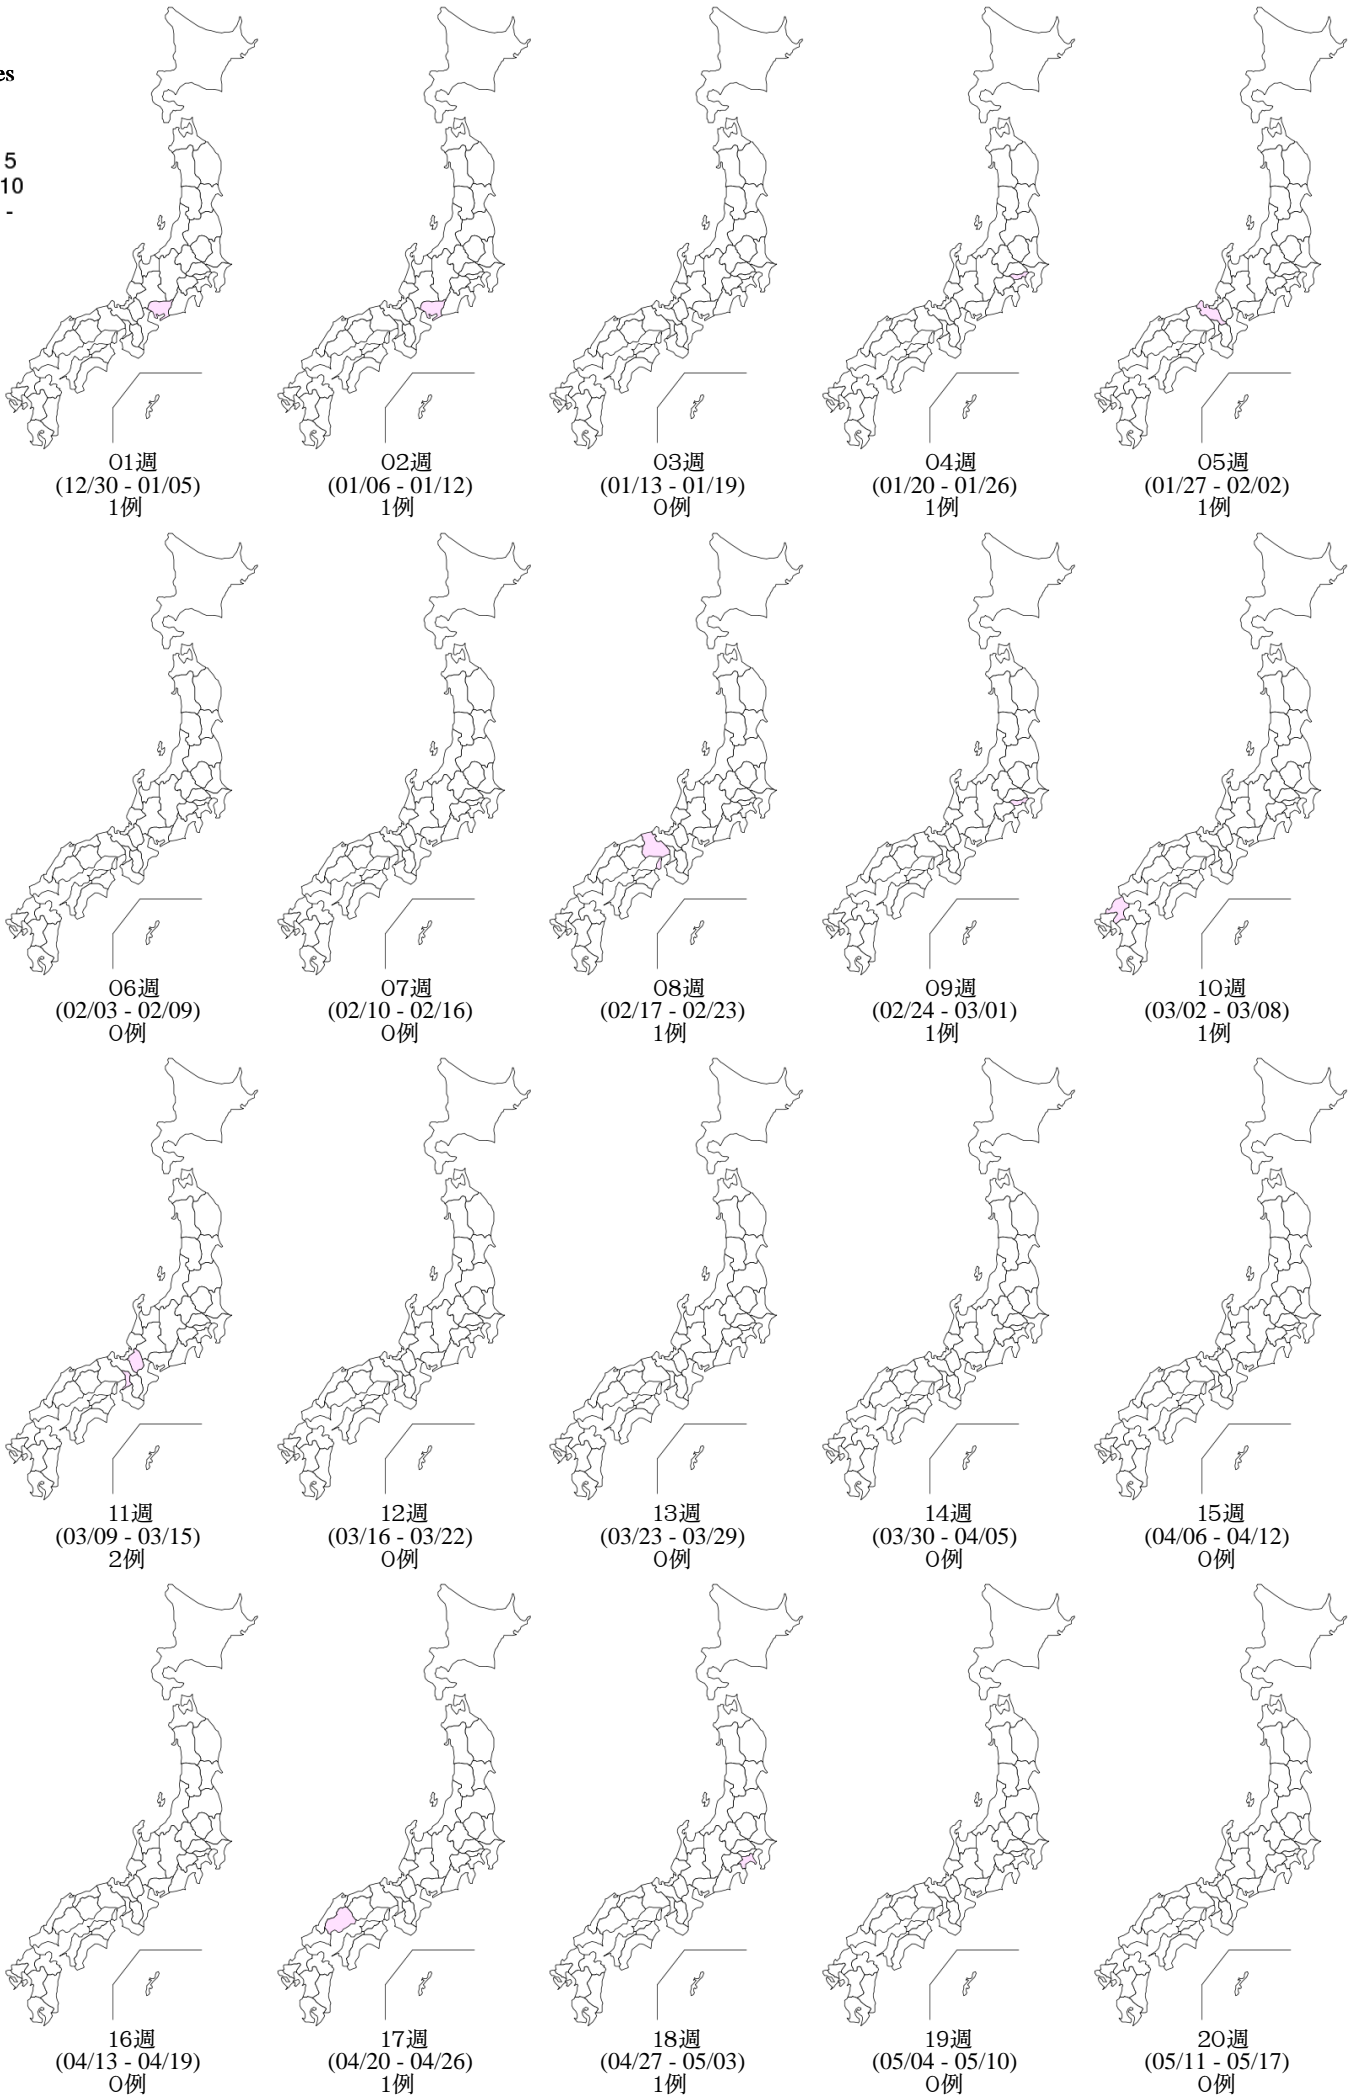 es
5
10
-
01週
(12/30 - 01/05)
1例
02週
(01/06 - 01/12)
1例
03週
(01/13 - 01/19)
0例
04週
(01/20 - 01/26)
1例
05週
(01/27 - 02/02)
1例
06週
(02/03 - 02/09)
0例
07週
(02/10 - 02/16)
0例
08週
(02/17 - 02/23)
1例
09週
(02/24 - 03/01)
1例
10週
(03/02 - 03/08)
1例
11週
(03/09 - 03/15)
2例
12週
(03/16 - 03/22)
0例
13週
(03/23 - 03/29)
0例
14週
(03/30 - 04/05)
0例
15週
(04/06 - 04/12)
0例
16週
(04/13 - 04/19)
0例
17週
(04/20 - 04/26)
1例
18週
(04/27 - 05/03)
1例
19週
(05/04 - 05/10)
0例
20週
(05/11 - 05/17)
0例